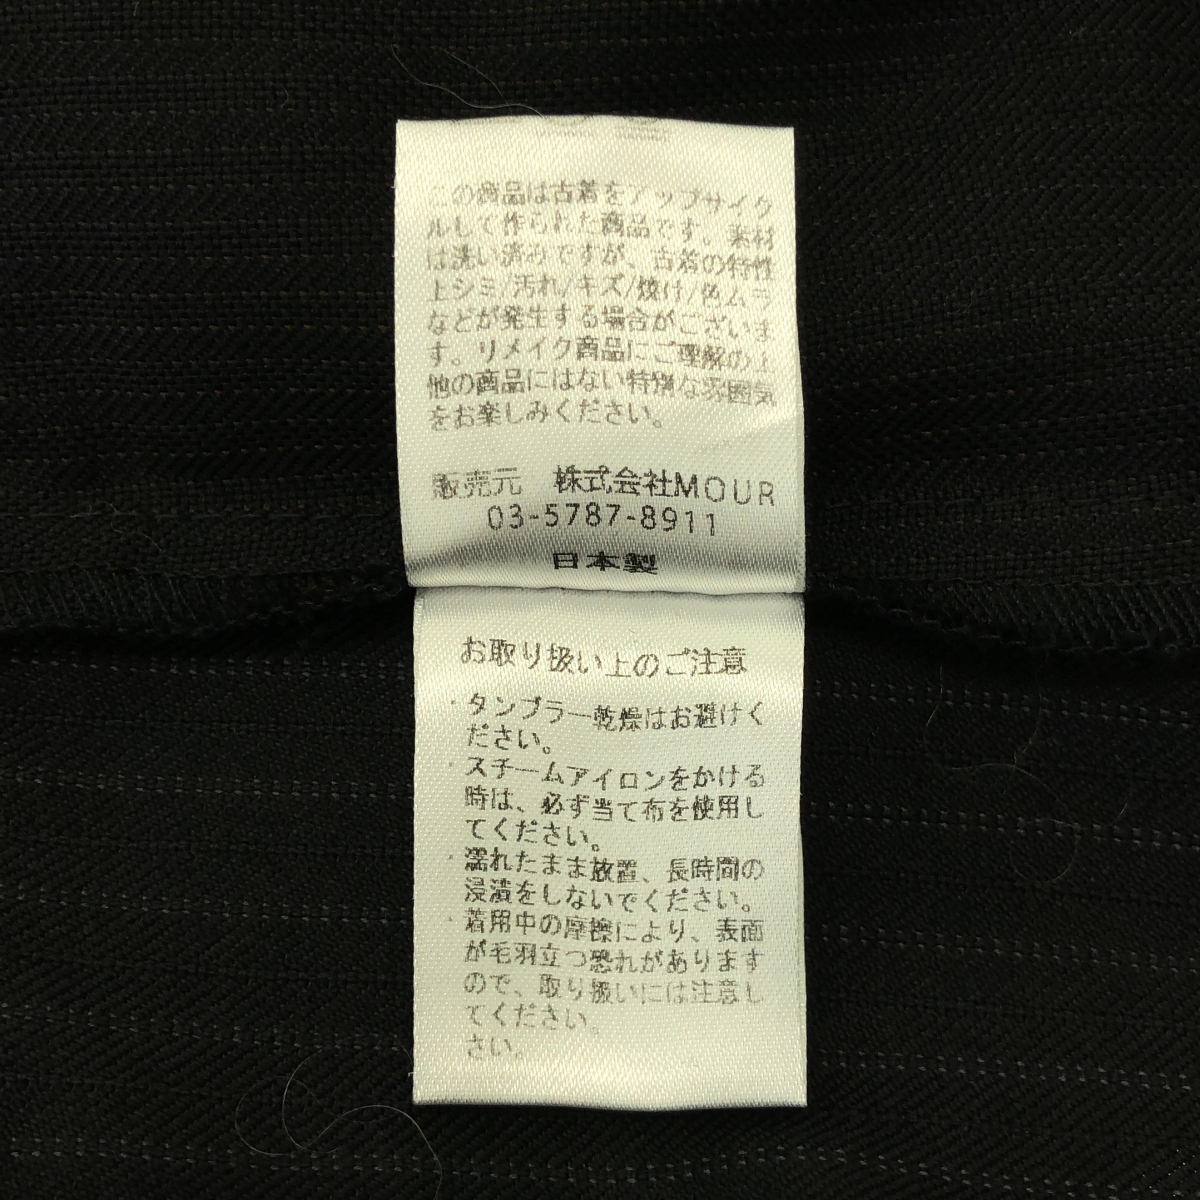 この商品は古着をアップサイク
ルして作られた商品です。素材
は洗い済みですが、古着の特性
上シミ/汚れ/キズ/焼け/色ムラ
などが発生する場合がございま
す。リメイク商品にご理解の上
他の商品にはない特別な雰囲気
をお楽しみください。
販売元　株式会社MOUR
03-5787-8911
日本製
お取り扱い上のご注意
・タンブラー乾燥はお避けく
ださい。
・スチームアイロンをかける
時は、必ず当て布を使用し
てください。
・濡れたまま放置、長時間の
浸漬をしないでください。
・着用中の摩擦により、表面
が毛羽立つ恐れがあります
ので、取り扱いには注意し
てください。
さい。